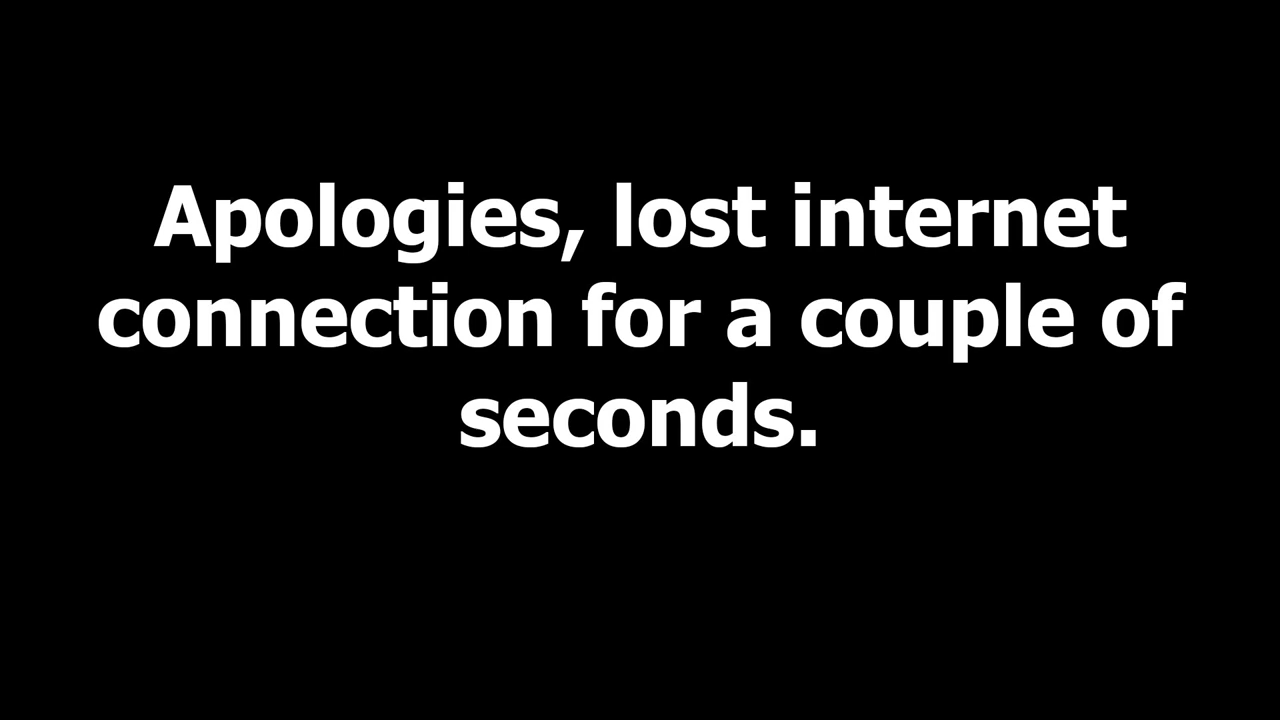 Apologies, lost internet
connection for a couple of
seconds.